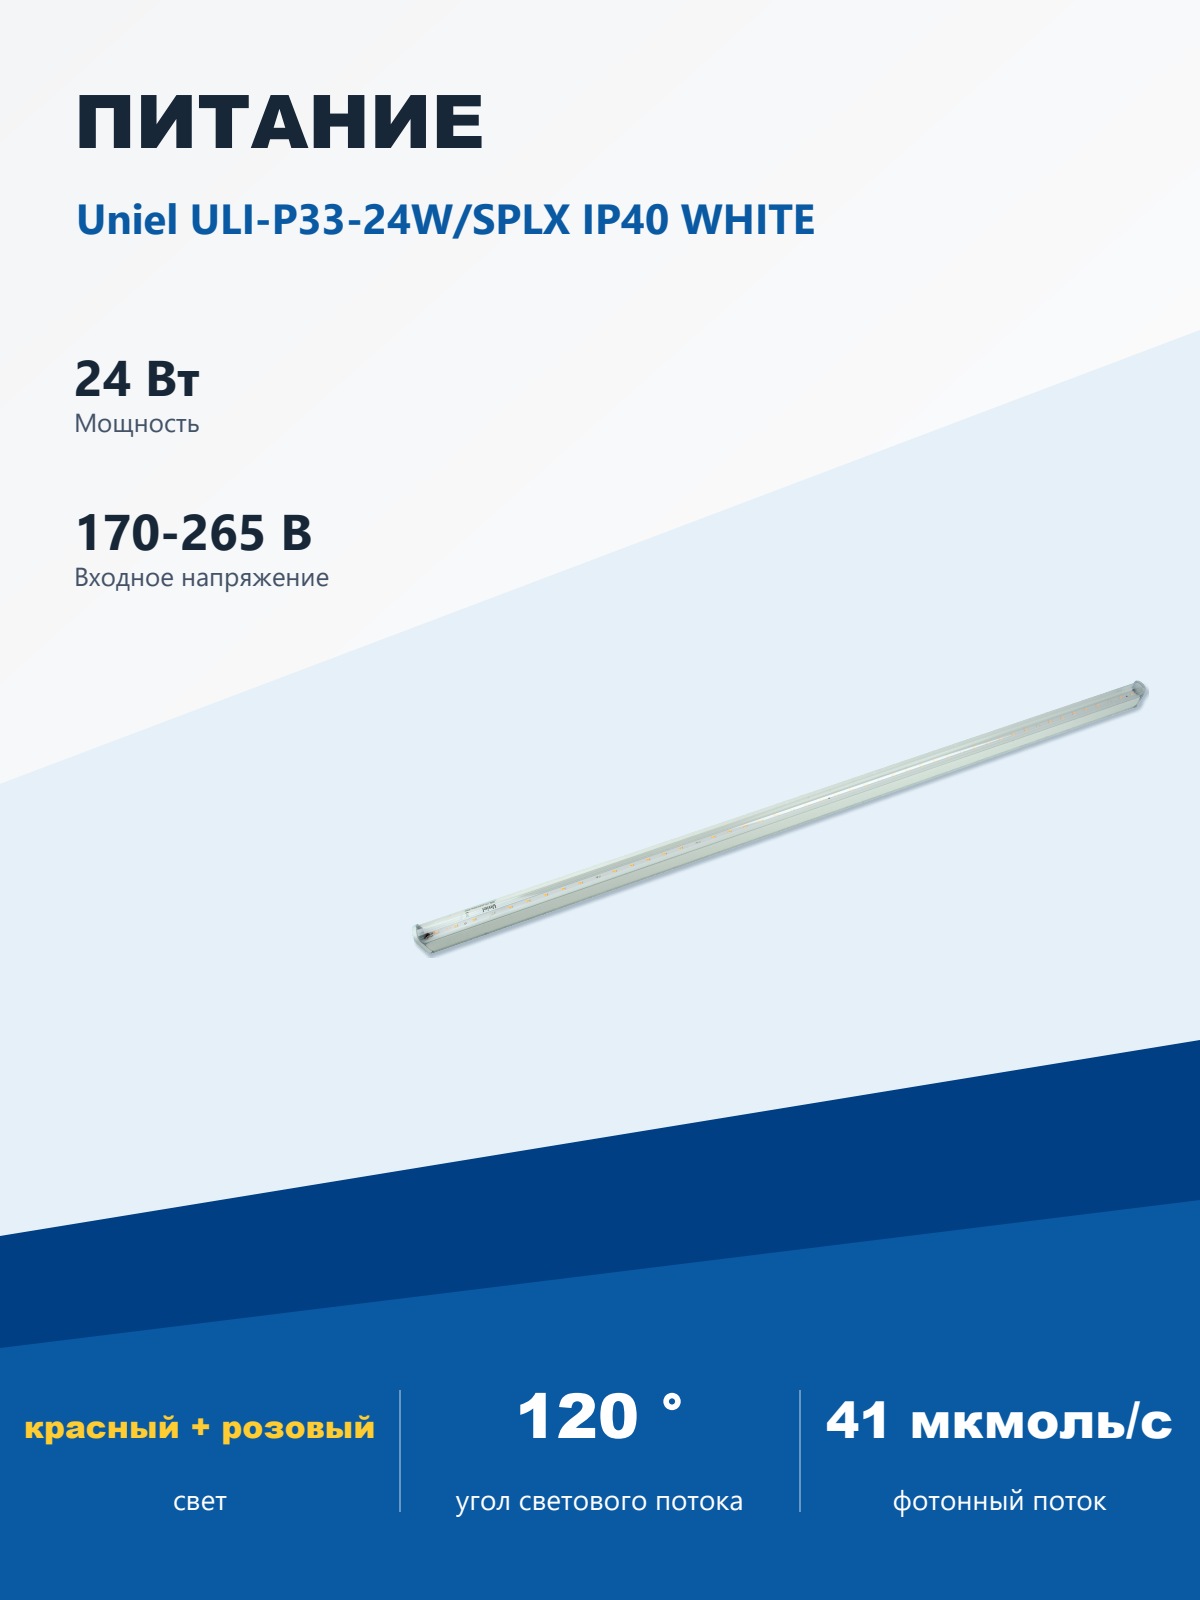 ПИТАНИЕ
Uniel ULI-P33-24W/SPLX IP40 WHITE
24 Вт
Мощность
170-265 В
Входное напряжение
Uniel
красный + розовый
свет
120 °
угол светового потока
41 мкмоль/с
фотонный поток